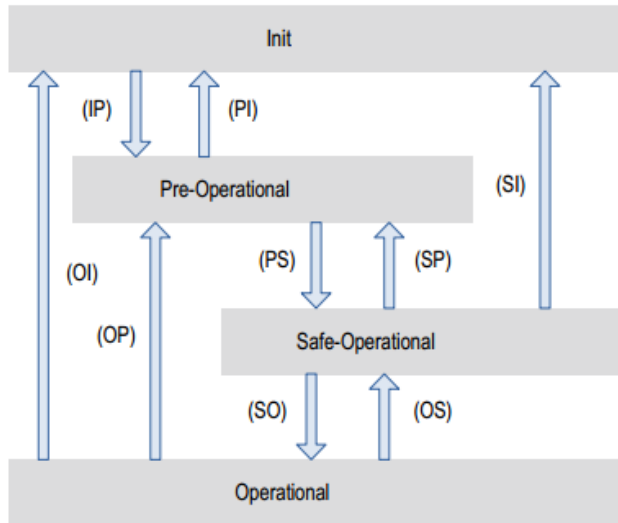 Init
(IP)
(PI)
Pre-Operational
(SI)
(OI)
(PS)
(SP)
(OP)
Safe-Operational
(SO)
(OS)
Operational